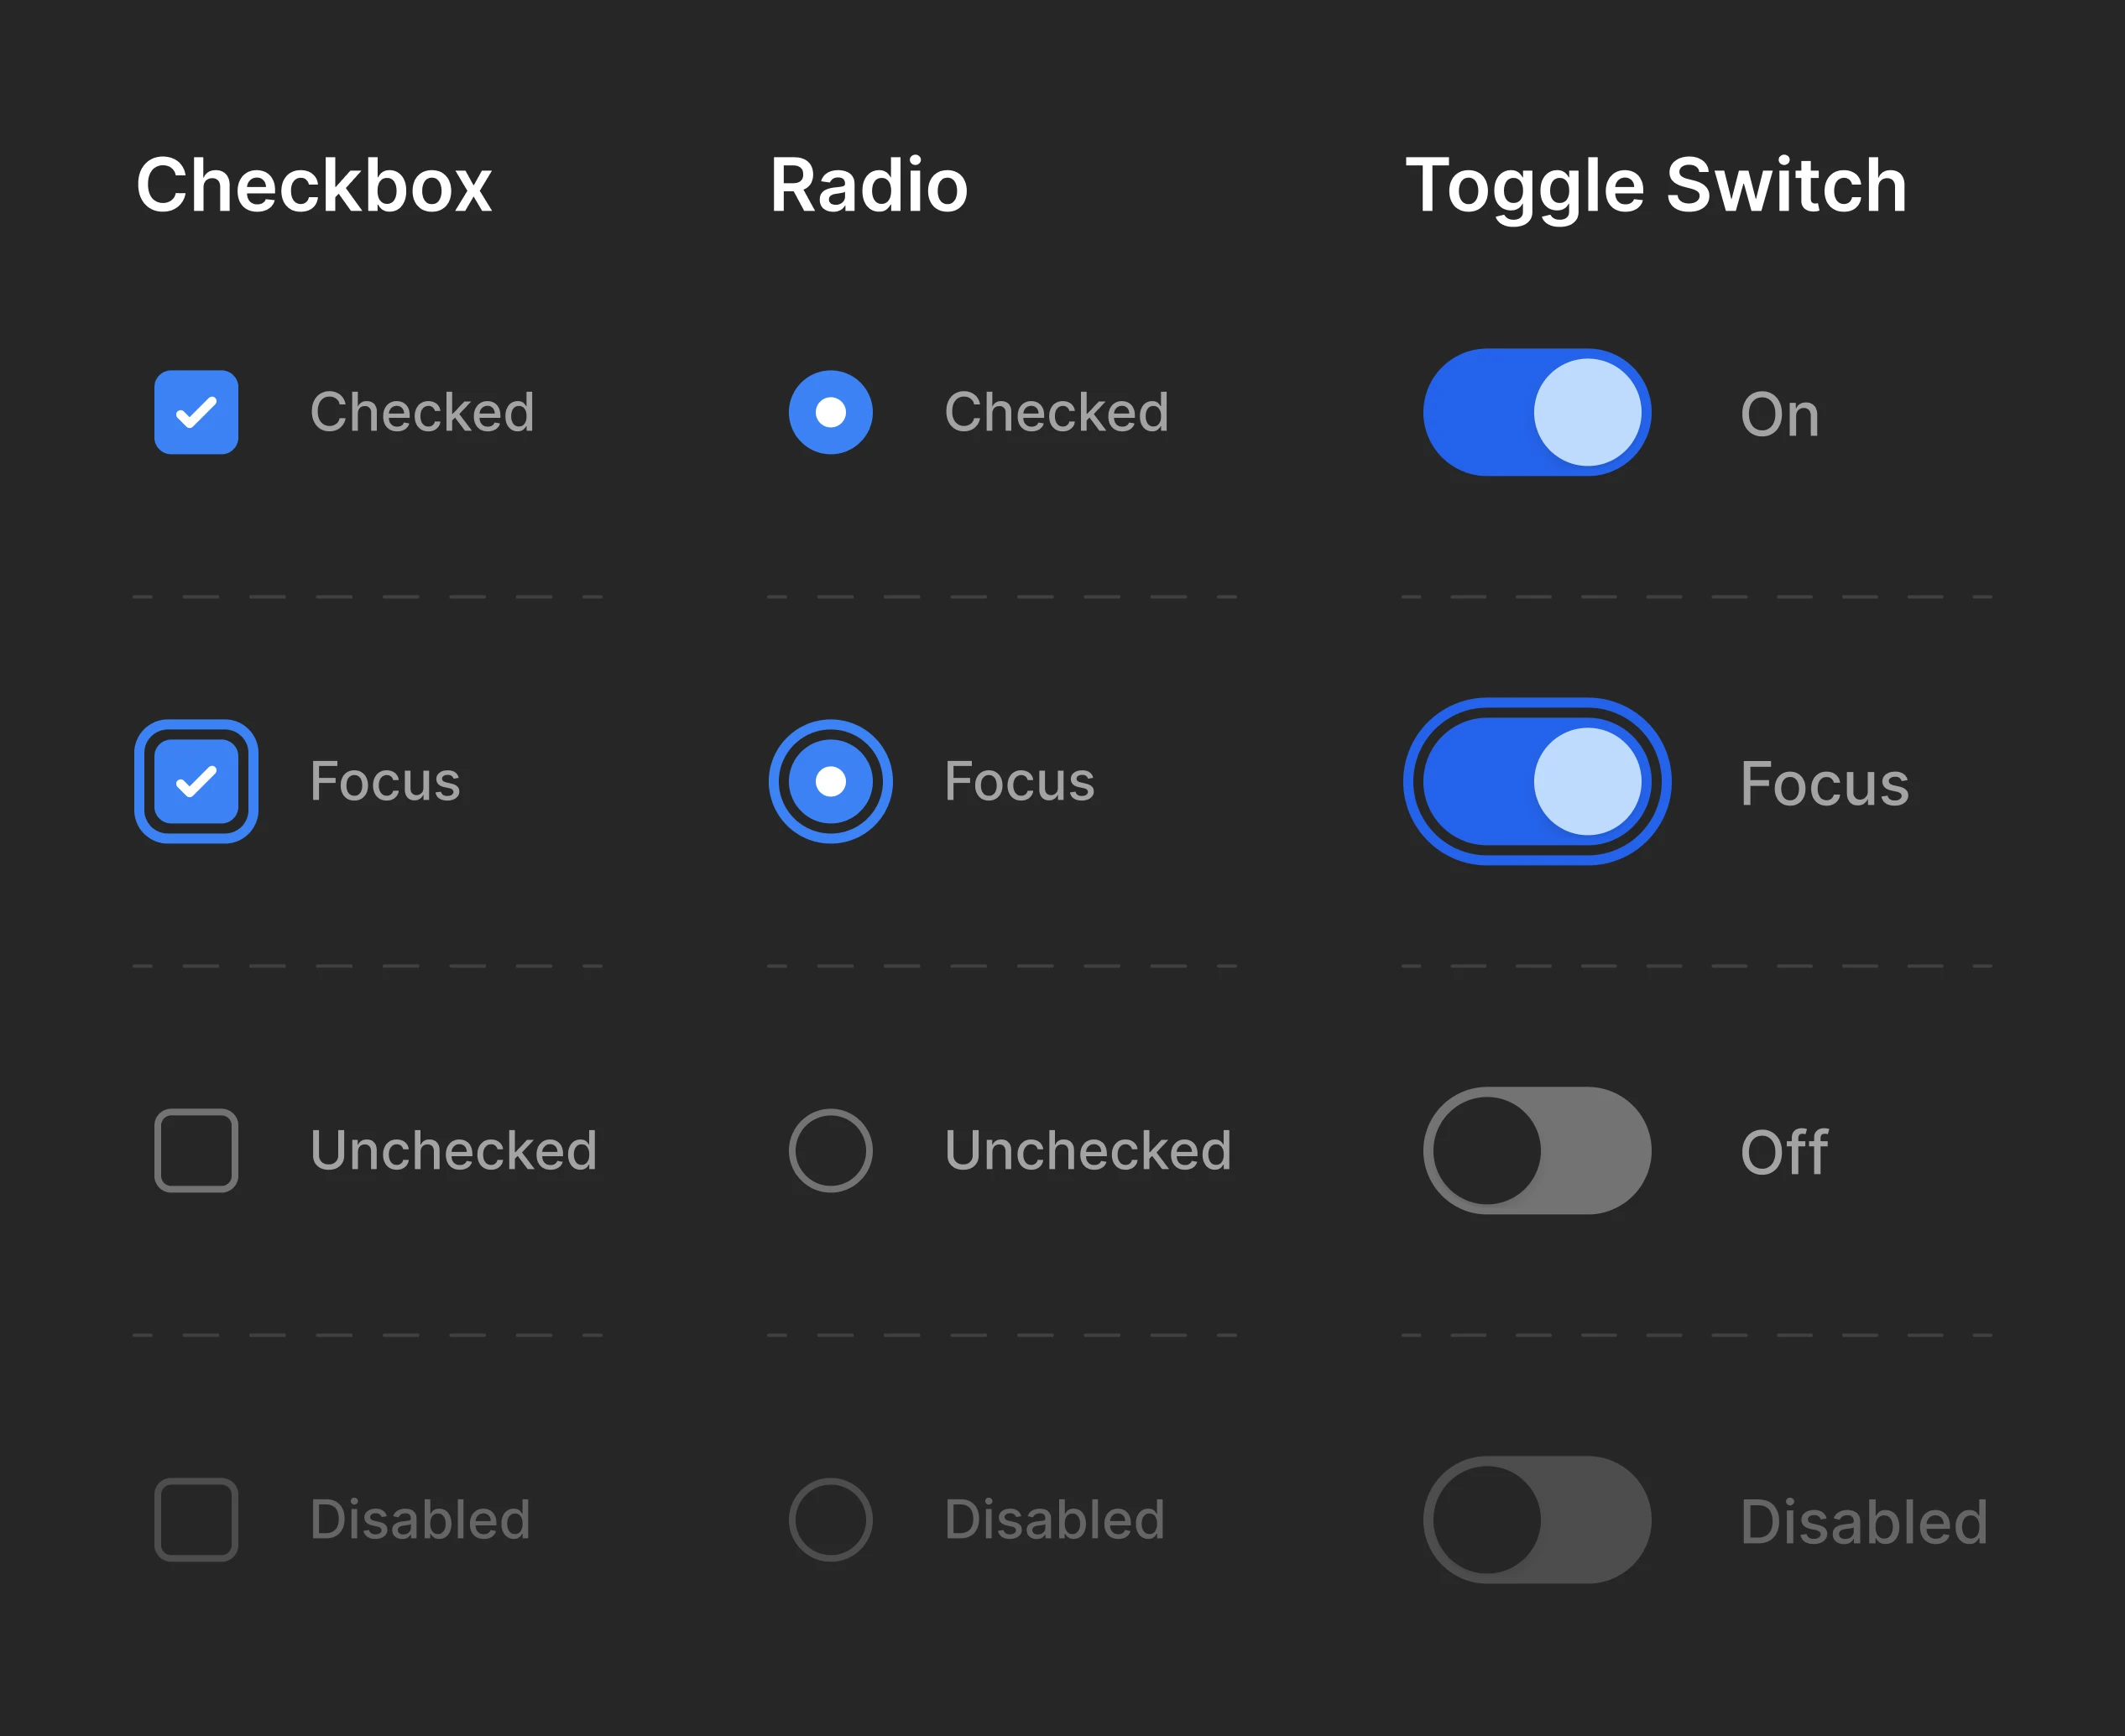 Checkbox
Radio
Toggle Switch
Checked
Checked
On
Focus
Focus
Focus
Unchecked
Unchecked
Off
Disabled
Disabled
Disabled